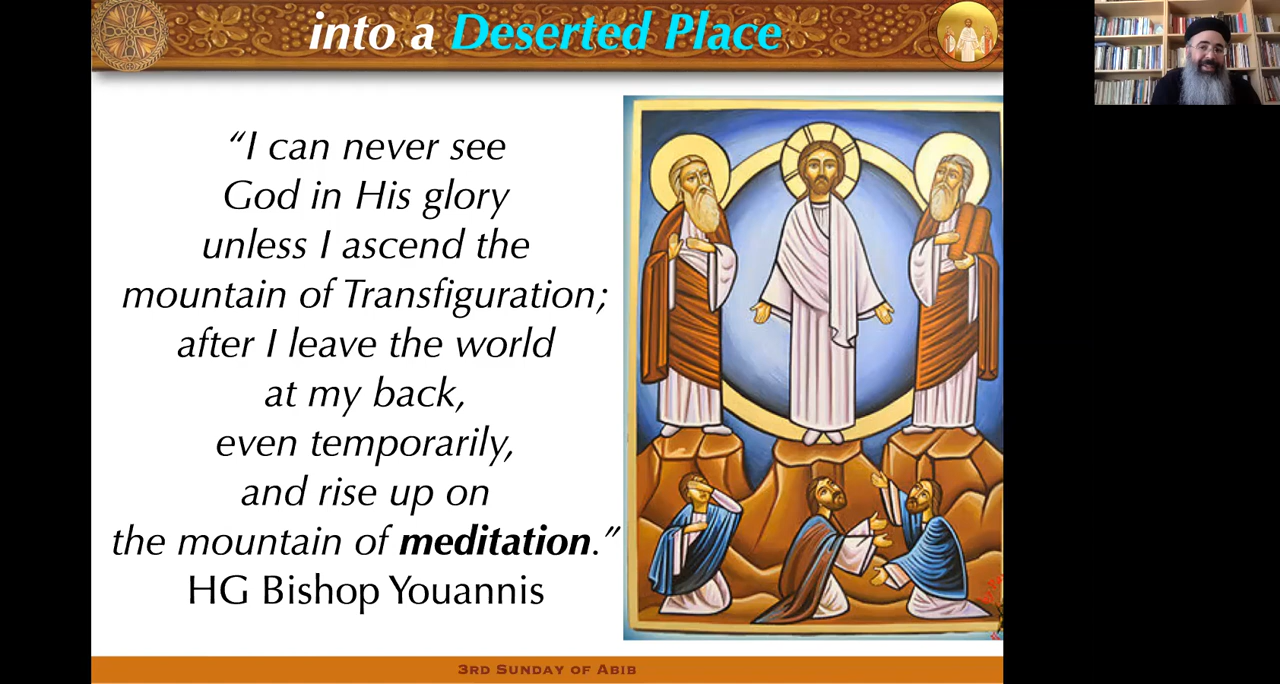 into a Deserted Place
“I can never see
God in His glory
unless I ascend the
mountain of Transfiguration;
after I leave the world
at my back,
even temporarily,
and rise up on
the mountain of meditation.”
HG Bishop Youannis
3RD SUNDAY OF ABIB